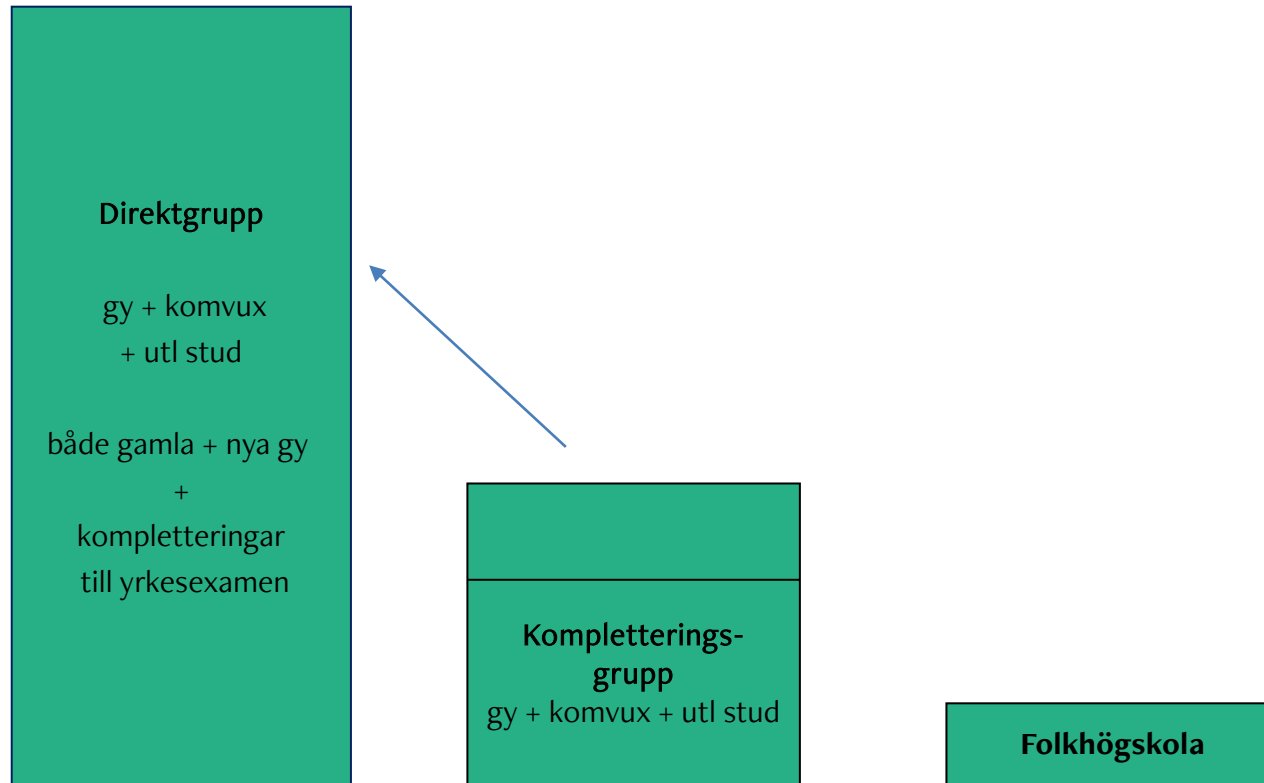 Direktgrupp
gy + komvux
+ utl stud
både gamla + nya gy
+
kompletteringar
till yrkesexamen
Kompletterings-
grupp
gy + komvux + utl stud
Folkhögskola